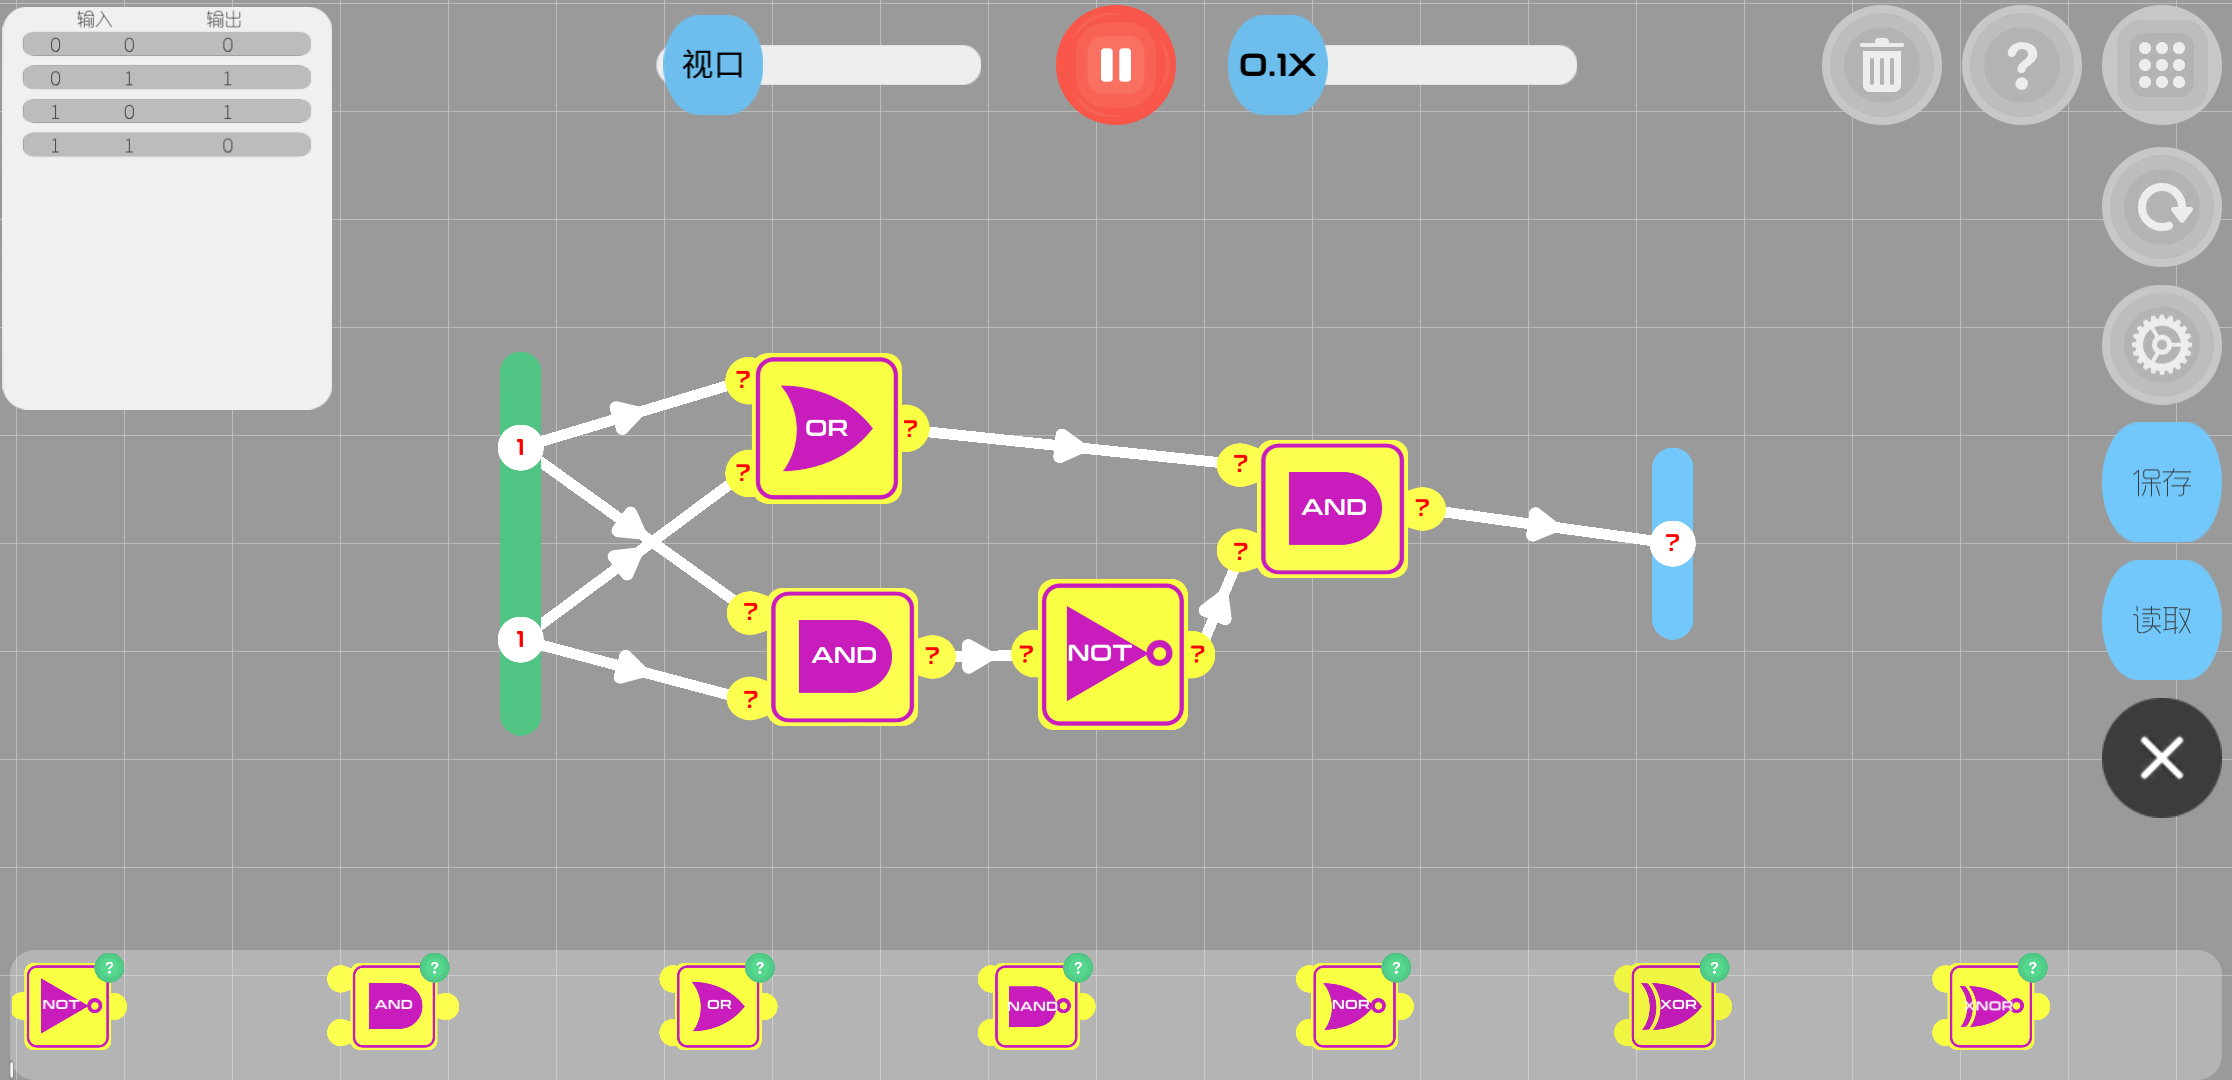 输入 输出
0 0 0
0 1 1
1 0 1
1 1 0
视口
0.1X
?
保存
读取
1
1
? ? OR ?
? ? AND ?
? NOT ?
? ? AND ?
?
NOT ?
AND ?
OR ?
NAND ?
NOR ?
XOR ?
XNOR ?